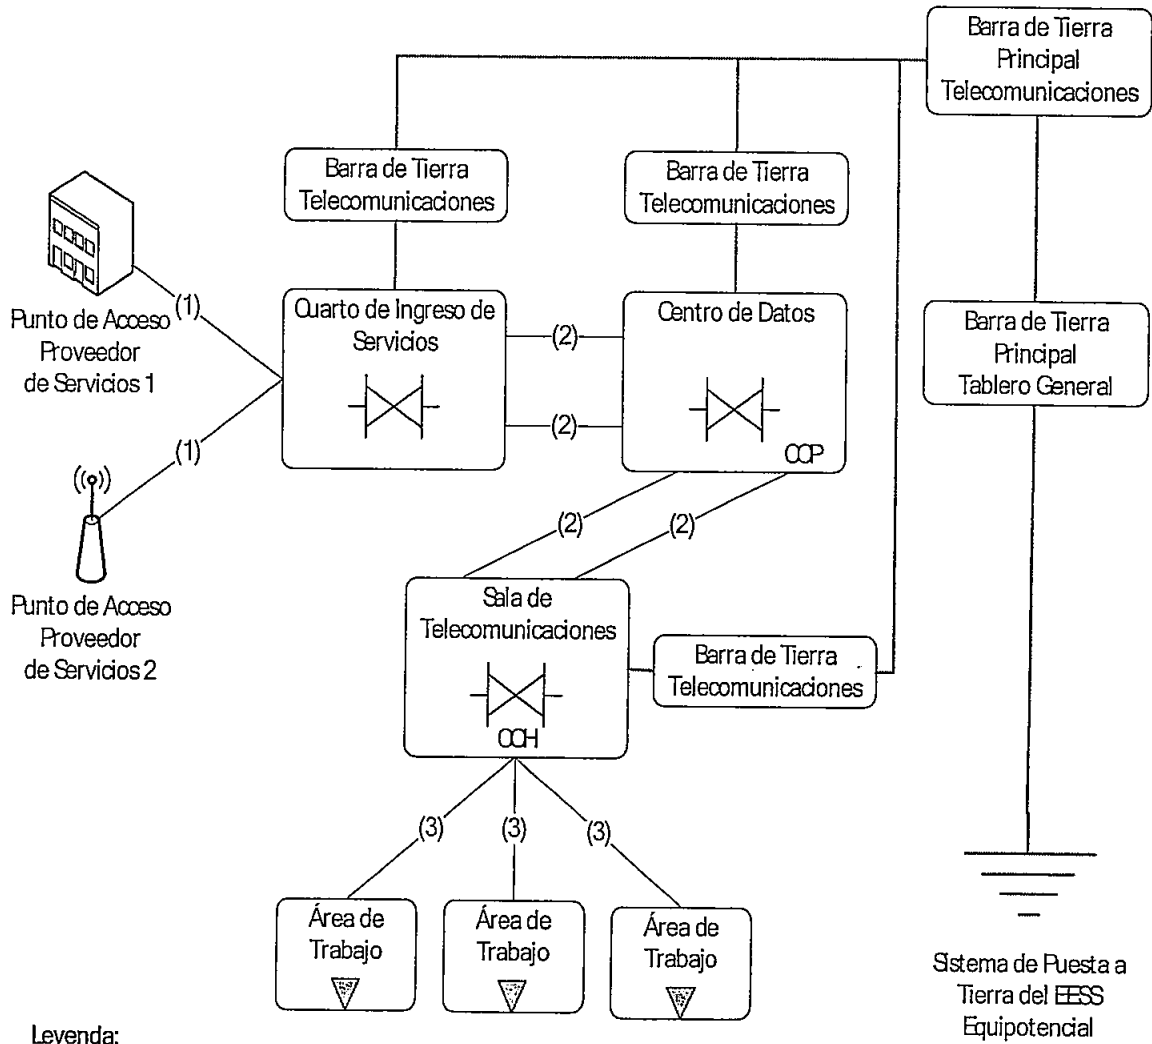 Barra de Tierra
Principal
Telecomunicaciones
Barra de Tierra
Telecomunicaciones
Barra de Tierra
Telecomunicaciones
Punto de Acceso
Proveedor
de Servicios 1
(1)
Cuarto de Ingreso de
Servicios
(2)
(2)
Centro de Datos
CCP
Barra de Tierra
Principal
Tablero General
(1)
Punto de Acceso
Proveedor
de Servicios 2
(2)
(2)
Sala de
Telecomunicaciones
CCH
Barra de Tierra
Telecomunicaciones
(3)
(3)
(3)
Área de
Trabajo
Área de
Trabajo
Área de
Trabajo
Sistema de Puesta a
Tierra del EESS
Equipotencial
Leyenda: